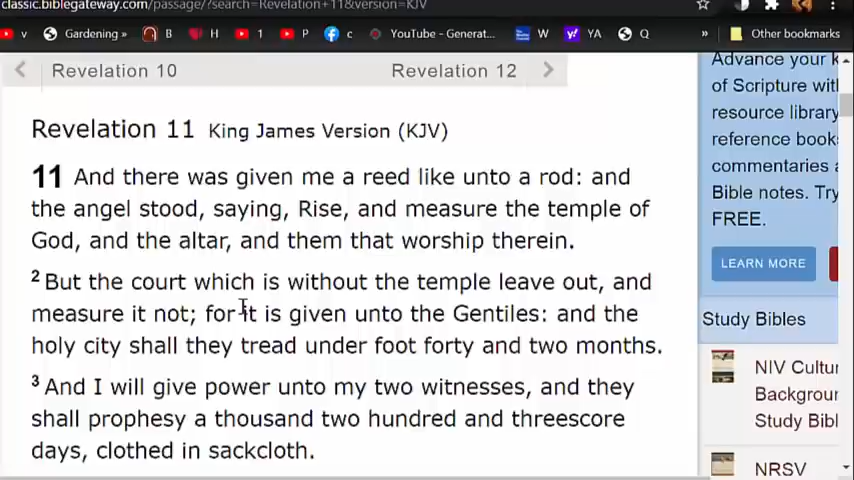 classic.biblegateway.com/passage/?search=Revelation+11&version=KJV
v Gardening / B H 1 P c YouTube - Generat... W YA Q » Other bookmarks
Revelation 10 Revelation 12
Revelation 11 King James Version (KJV)
11 And there was given me a reed like unto a rod: and
the angel stood, saying, Rise, and measure the temple of
God, and the altar, and them that worship therein.
2 But the court which is without the temple leave out, and
measure it not; for it is given unto the Gentiles: and the
holy city shall they tread under foot forty and two months.
3 And I will give power unto my two witnesses, and they
shall prophesy a thousand two hundred and threescore
days, clothed in sackcloth.
Advance your k
of Scripture with
resource library
reference book
commentaries a
Bible notes. Try
FREE.
LEARN MORE
Study Bibles
NIV Cultu
Backgroun
Study Bibl
NRSV